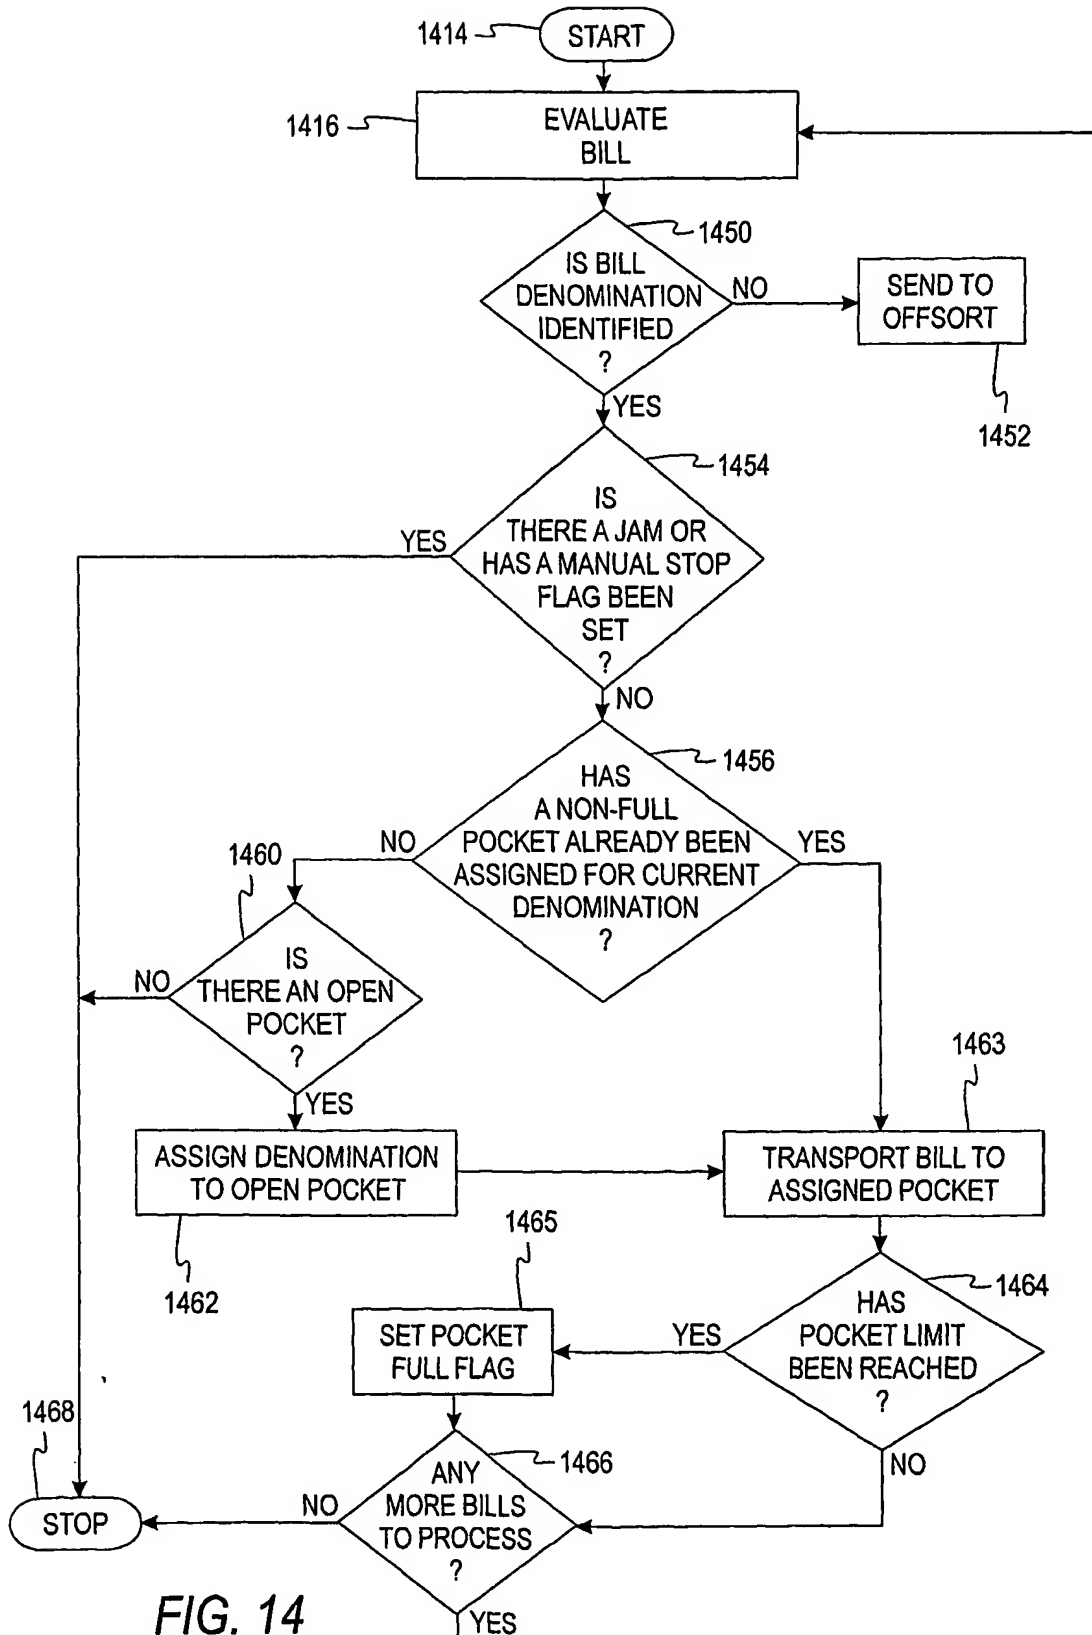 1414
START
1416
EVALUATE
BILL
1450
IS BILL
DENOMINATION
IDENTIFIED
?
NO
SEND TO
OFFSORT
1452
YES
1454
IS
THERE A JAM OR
HAS A MANUAL STOP
FLAG BEEN
SET
?
YES
NO
1456
HAS
A NON-FULL
POCKET ALREADY BEEN
ASSIGNED FOR CURRENT
DENOMINATION
?
NO
YES
1460
IS
THERE AN OPEN
POCKET
?
NO
YES
1463
ASSIGN DENOMINATION
TO OPEN POCKET
1462
TRANSPORT BILL TO
ASSIGNED POCKET
1465
SET POCKET
FULL FLAG
1464
HAS
POCKET LIMIT
BEEN REACHED
?
YES
NO
1466
ANY
MORE BILLS
TO PROCESS
?
NO
1468
STOP
YES
FIG. 14